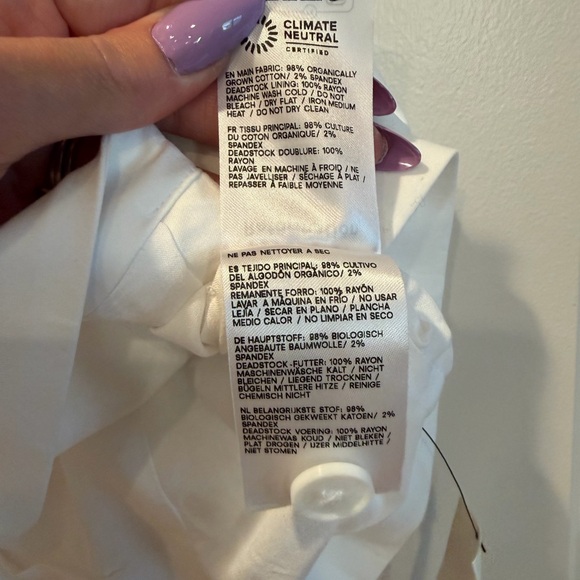 CLIMATE
NEUTRAL
CERTIFIED
EN MAIN FABRIC: 98% ORGANICALLY
GROWN COTTON/ 2% SPANDEX
DEADSTOCK LINING: 100% RAYON
MACHINE WASH COLD / DO NOT
BLEACH / DRY FLAT / IRON MEDIUM
HEAT / DO NOT DRY CLEAN
FR TISSU PRINCIPAL: 98% CULTURE
DU COTON ORGANIQUE/ 2%
SPANDEX
DEADSTOCK DOUBLURE: 100%
RAYON
LAVAGE EN MACHINE À FROID / NE
PAS JAVELLISER / SÉCHAGE À PLAT /
REPASSER À FAIBLE MOYENNE
NE PAS NETTOYER A SEC
ES TEJIDO PRINCIPAL: 98% CULTIVO
DEL ALGODÓN ORGÁNICO/ 2%
SPANDEX
REMANENTE FORRO: 100% RAYÓN
LAVAR A MÁQUINA EN FRÍO / NO USAR
LEJÍA / SECAR EN PLANO / PLANCHA
MEDIO CALOR / NO LIMPIAR EN SECO
DE HAUPTSTOFF: 98% BIOLOGISCH
ANGEBAUTE BAUMWOLLE/ 2%
SPANDEX
DEADSTOCK-FUTTER: 100% RAYON
MASCHINENWÄSCHE KALT / NICHT
BLEICHEN / LIEGEND TROCKNEN /
BÜGELN MITTLERE HITZE / REINIGE
CHEMISCH NICHT
NL BELANGRIJKSTE STOF: 98%
BIOLOGISCH GEKWEEKT KATOEN/ 2%
SPANDEX
DEADSTOCK VOERING: 100% RAYON
MACHINEWAS KOUD / NIET BLEKEN /
PLAT DROGEN / IJZER MIDDELHITTE /
NIET STOMEN